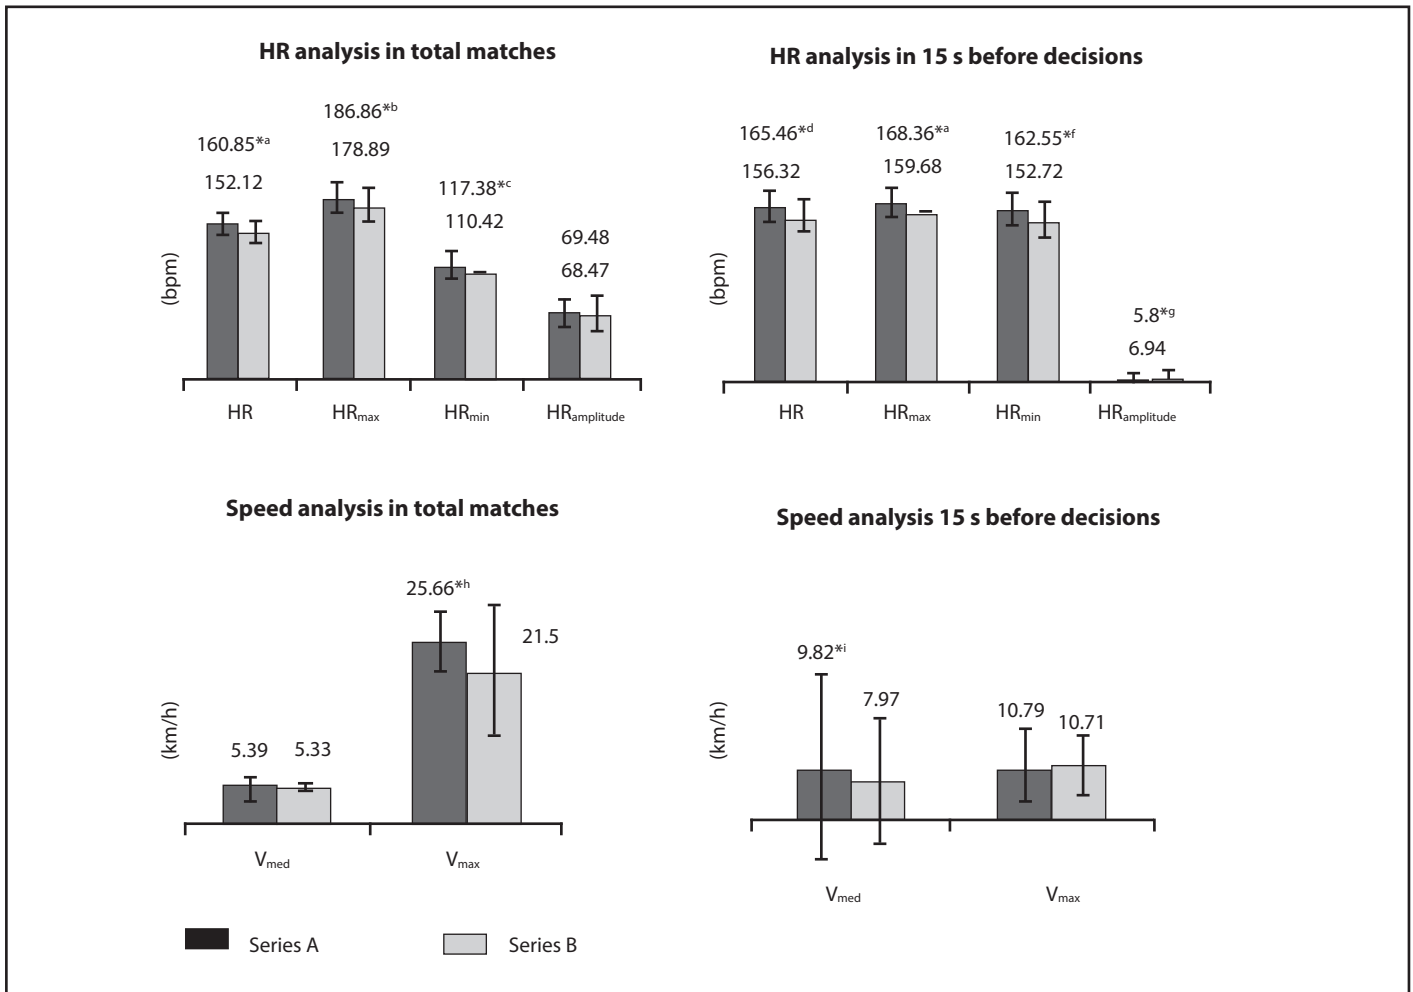 HR analysis in total matches
160.85*a
152.12
186.86*b
178.89
117.38*c
110.42
69.48
68.47
(bpm)
HR HRmax HRmin HRamplitude
HR analysis in 15 s before decisions
165.46*d
156.32
168.36*a
159.68
162.55*f
152.72
5.8*g
6.94
(bpm)
HR HRmax HRmin HRamplitude
Speed analysis in total matches
25.66*h
21.5
5.39 5.33
(km/h)
Vmed Vmax
Speed analysis 15 s before decisions
9.82*i
7.97
10.79 10.71
(km/h)
Vmed Vmax
Series A Series B